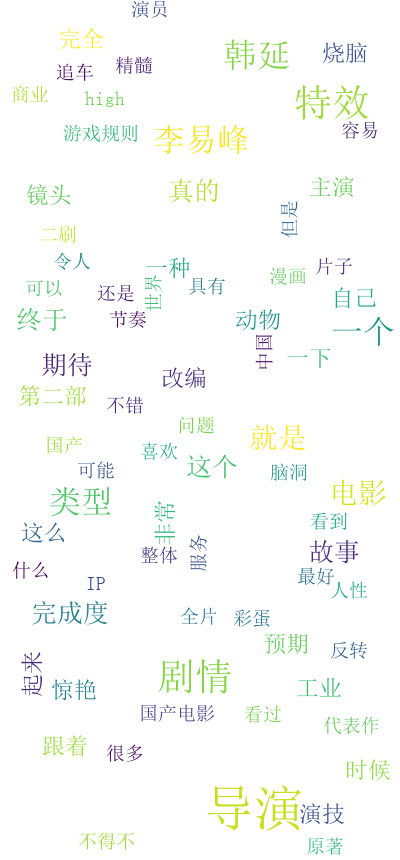 演员
完全
韩延
烧脑
追车
精髓
商业
high
特效
游戏规则
李易峰
容易
镜头
真的
主演
二刷
但是
令人
一种
片子
可以
还是
世界
具有
漫画
自己
终于
节奏
动物
一个
中国
期待
改编
一下
第二部
不错
问题
就是
国产
喜欢
可能
这个
脑洞
电影
类型
非常
看到
这么
整体
服务
故事
什么
IP
最好
人性
完成度
全片
彩蛋
预期
反转
起来
惊艳
剧情
工业
国产电影
看过
代表作
跟着
很多
时候
导演
演技
不得不
原著